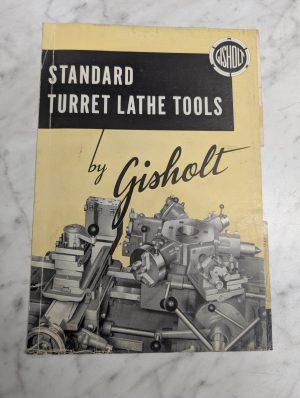 GISHOLT
STANDARD
TURRET LATHE TOOLS
by Gisholt